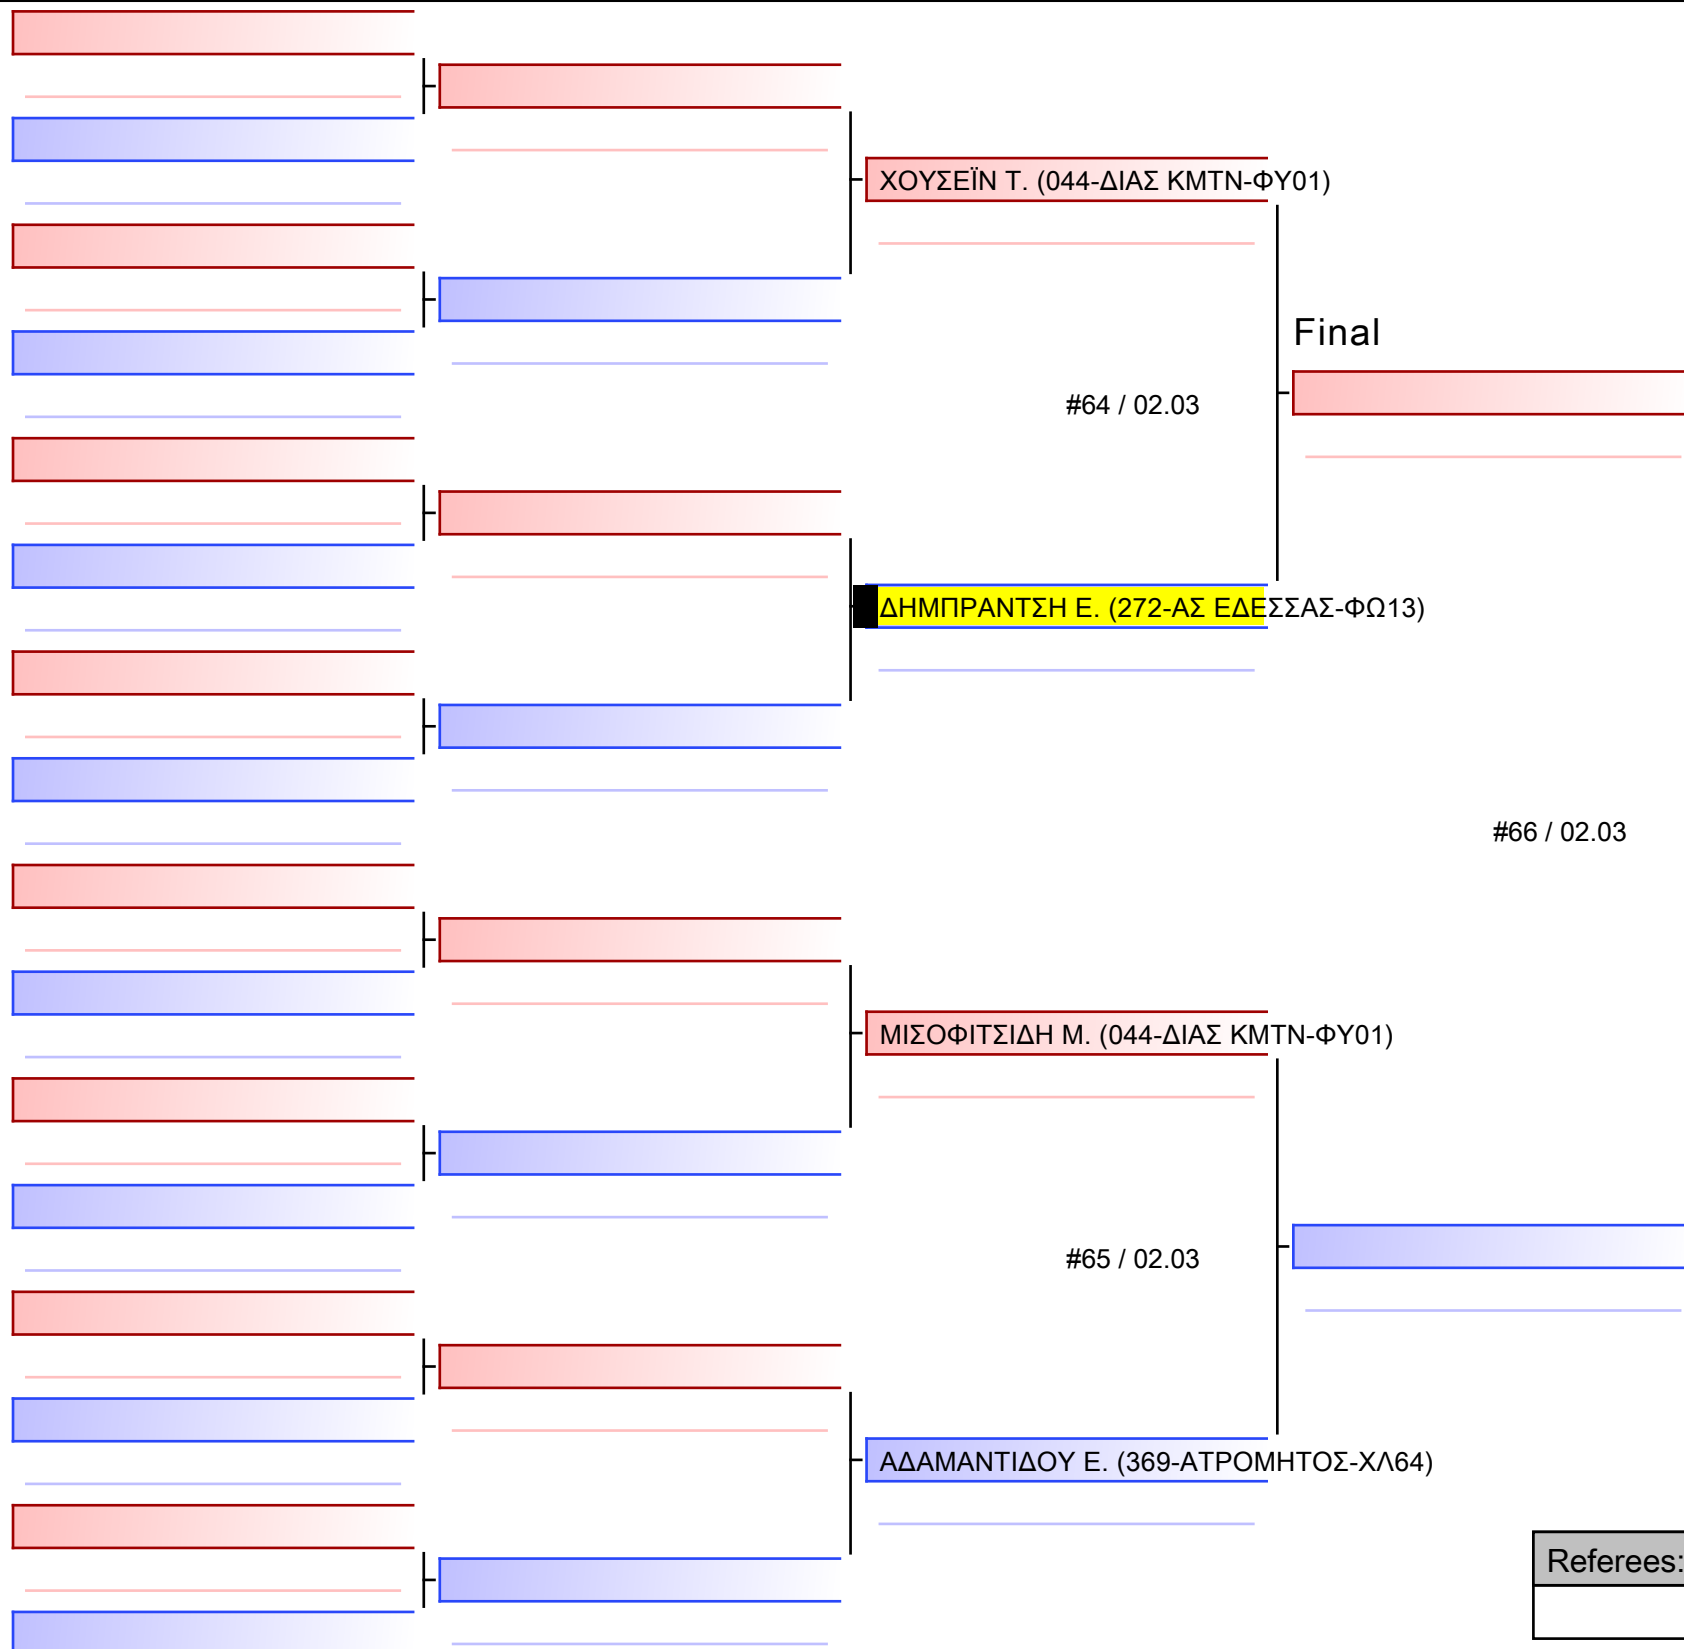 ΧΟΥΣΕΪΝ Τ. (044-ΔΙΑΣ ΚΜΤΝ-ΦΥ01)
Final
#64 / 02.03
ΔΗΜΠΡΑΝΤΣΗ Ε. (272-ΑΣ ΕΔΕΣΣΑΣ-ΦΩ13)
#66 / 02.03
ΜΙΣΟΦΙΤΣΙΔΗ Μ. (044-ΔΙΑΣ ΚΜΤΝ-ΦΥ01)
#65 / 02.03
ΑΔΑΜΑΝΤΙΔΟΥ Ε. (369-ΑΤΡΟΜΗΤΟΣ-ΧΛ64)
Referees: